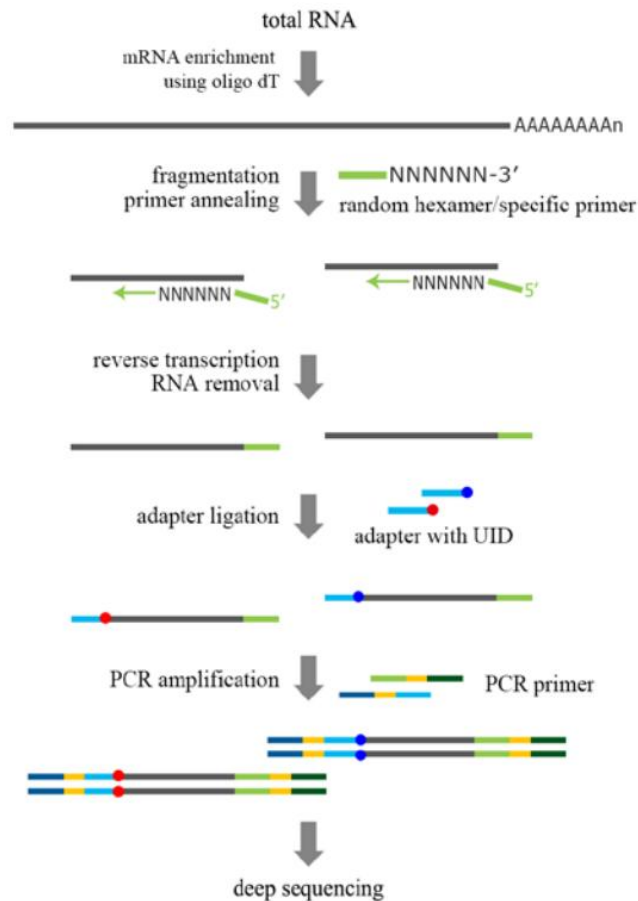 total RNA
mRNA enrichment
using oligo dT
AAAAAAAAn
fragmentation
primer annealing
NNNNNN-3′
random hexamer/specific primer
NNNNNN
5′
NNNNNN
5′
reverse transcription
RNA removal
adapter ligation
adapter with UID
PCR amplification
PCR primer
deep sequencing